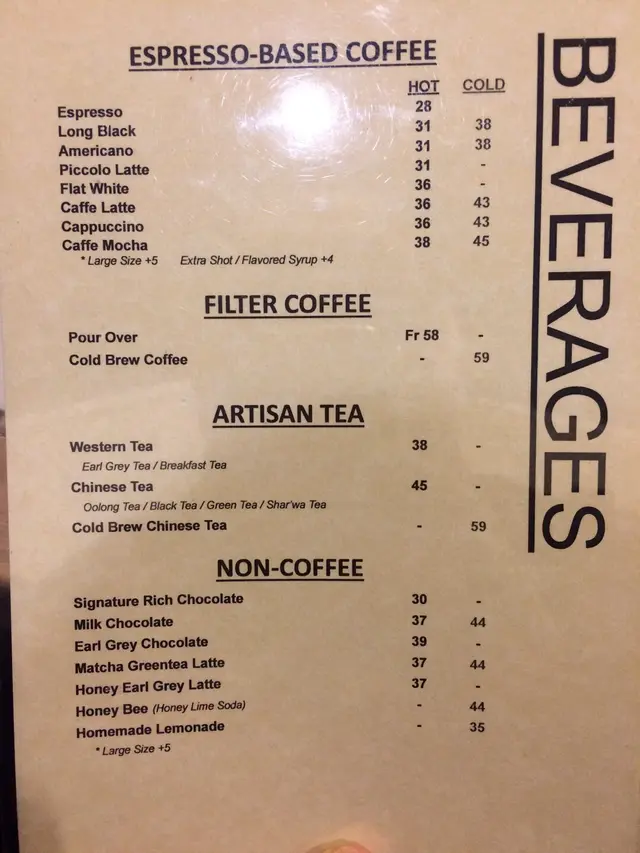 BEVERAGES
ESPRESSO-BASED COFFEE
HOT COLD
Espresso 28
Long Black 31 38
Americano 31 38
Piccolo Latte 31 -
Flat White 36 -
Caffe Latte 36 43
Cappuccino 36 43
Caffe Mocha 38 45
* Large Size +5 Extra Shot / Flavored Syrup +4
FILTER COFFEE
Pour Over Fr 58 -
Cold Brew Coffee - 59
ARTISAN TEA
Western Tea 38 -
Earl Grey Tea / Breakfast Tea
Chinese Tea 45 -
Oolong Tea / Black Tea / Green Tea / Shar'wa Tea
Cold Brew Chinese Tea - 59
NON-COFFEE
Signature Rich Chocolate 30 -
Milk Chocolate 37 44
Earl Grey Chocolate 39 -
Matcha Greentea Latte 37 44
Honey Earl Grey Latte 37 -
Honey Bee (Honey Lime Soda) - 44
Homemade Lemonade - 35
* Large Size +5